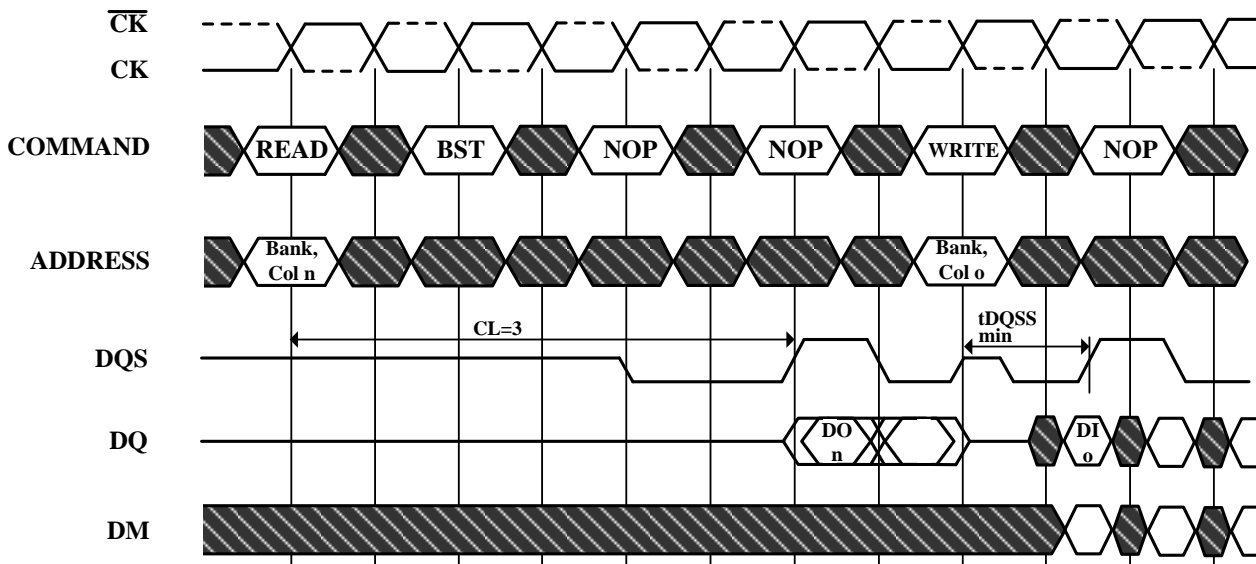 CK
CK
COMMAND
READ
BST
NOP
NOP
WRITE
NOP
ADDRESS
Bank,
Col n
Bank,
Col o
CL=3
tDQSS
min
DQS
DQ
DO
n
DI
o
DM